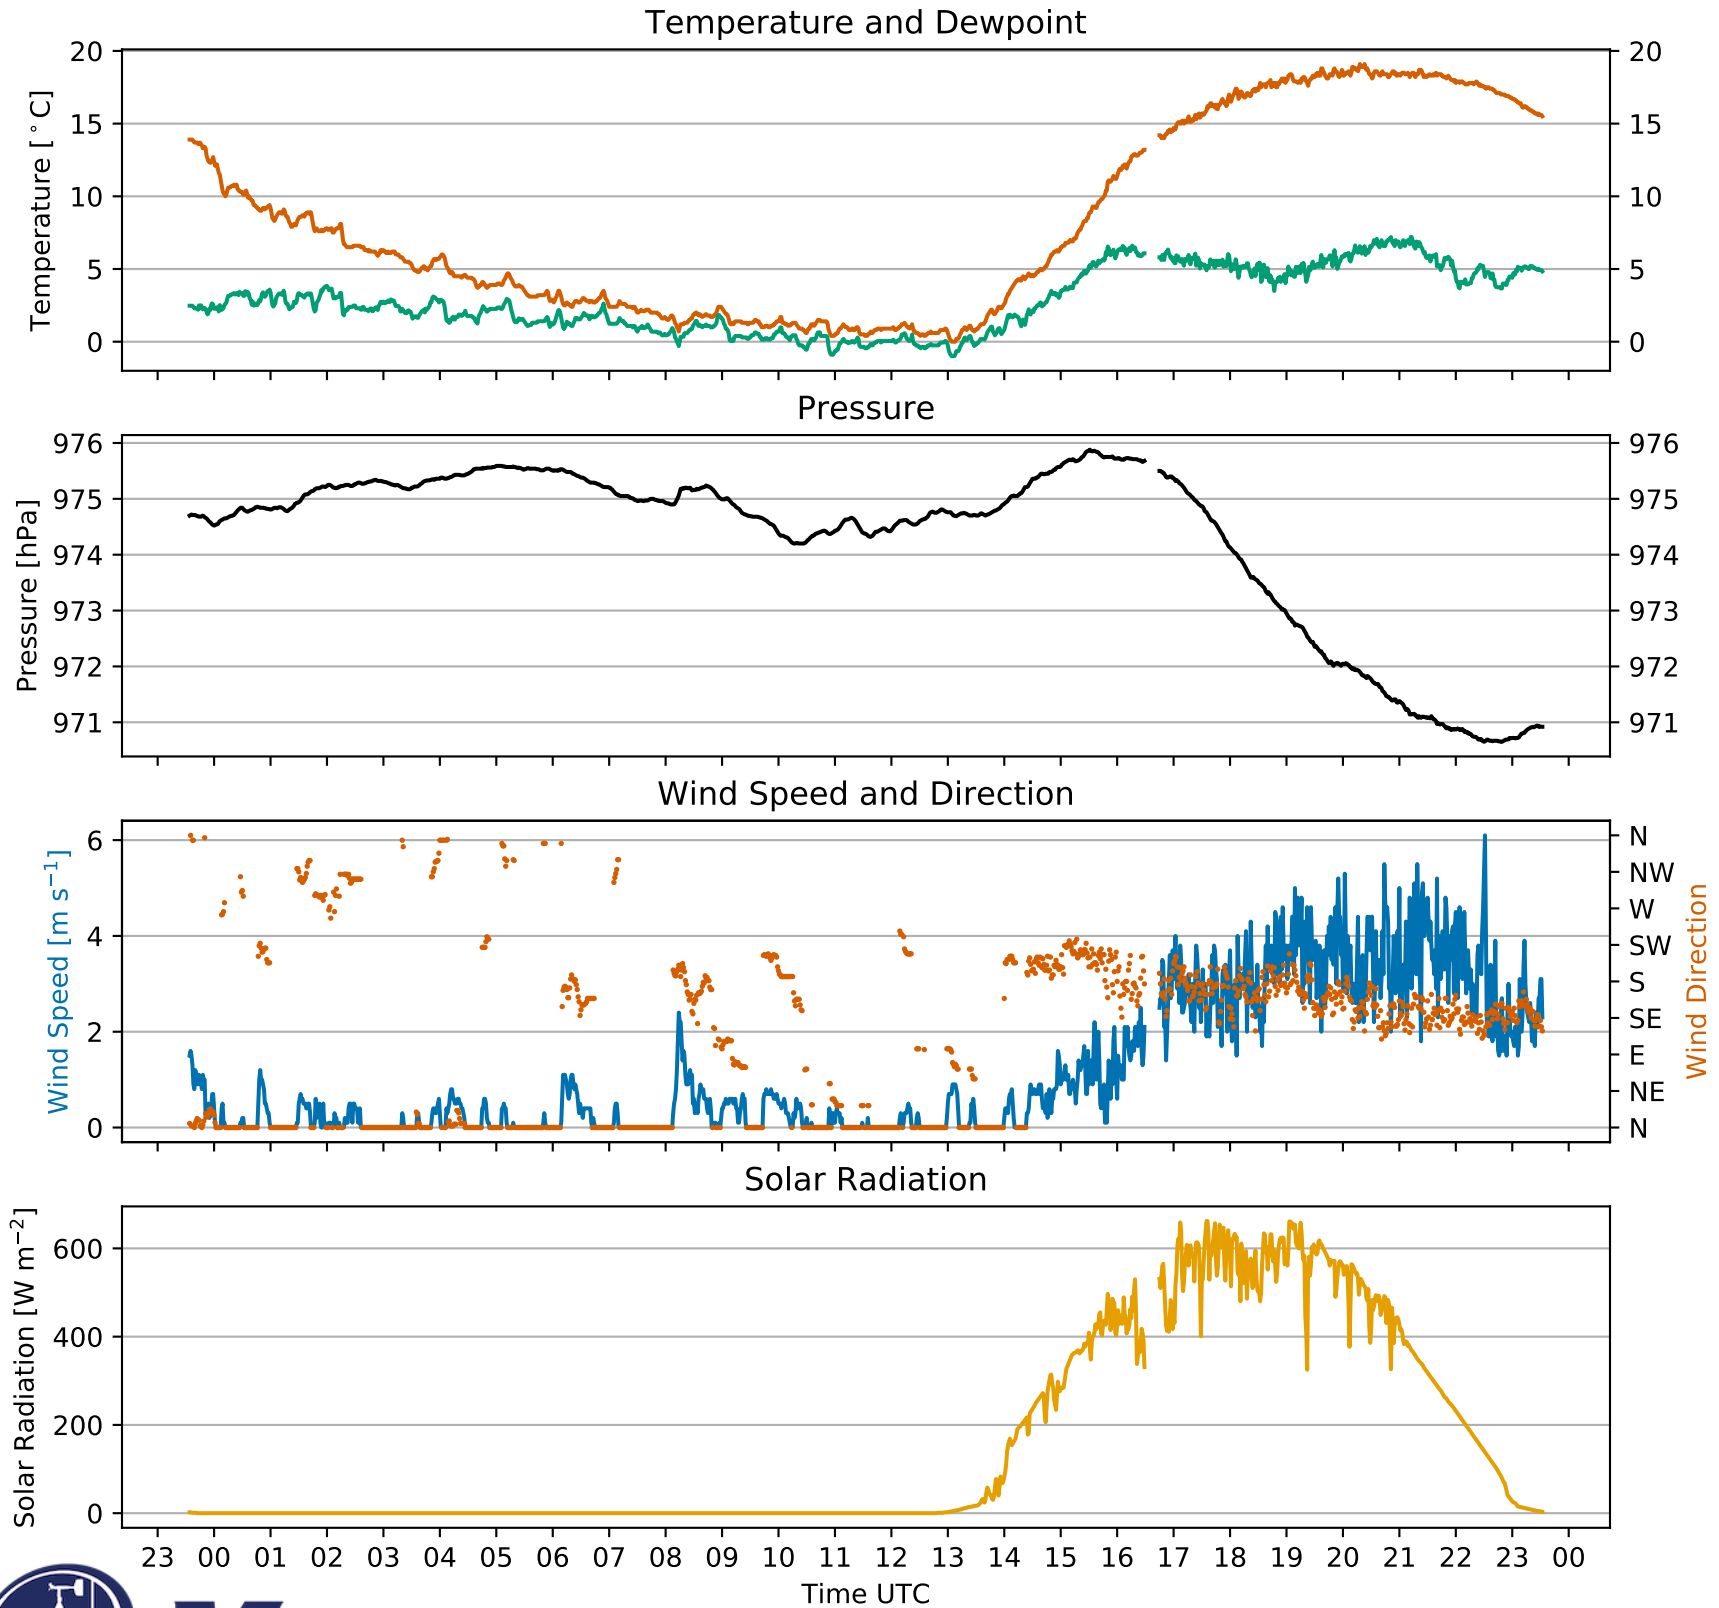 Temperature and Dewpoint
Temperature [°C]
20 20
15 15
10 10
5 5
0 0
Pressure
Pressure [hPa]
976 976
975 975
974 974
973 973
972 972
971 971
Wind Speed and Direction
Wind Speed [m s⁻¹]
Wind Direction
6 N
NW
W
4 SW
S
2 SE
E
NE
0 N
Solar Radiation
Solar Radiation [W m⁻²]
600
400
200
0
23 00 01 02 03 04 05 06 07 08 09 10 11 12 13 14 15 16 17 18 19 20 21 22 23 00
Time UTC